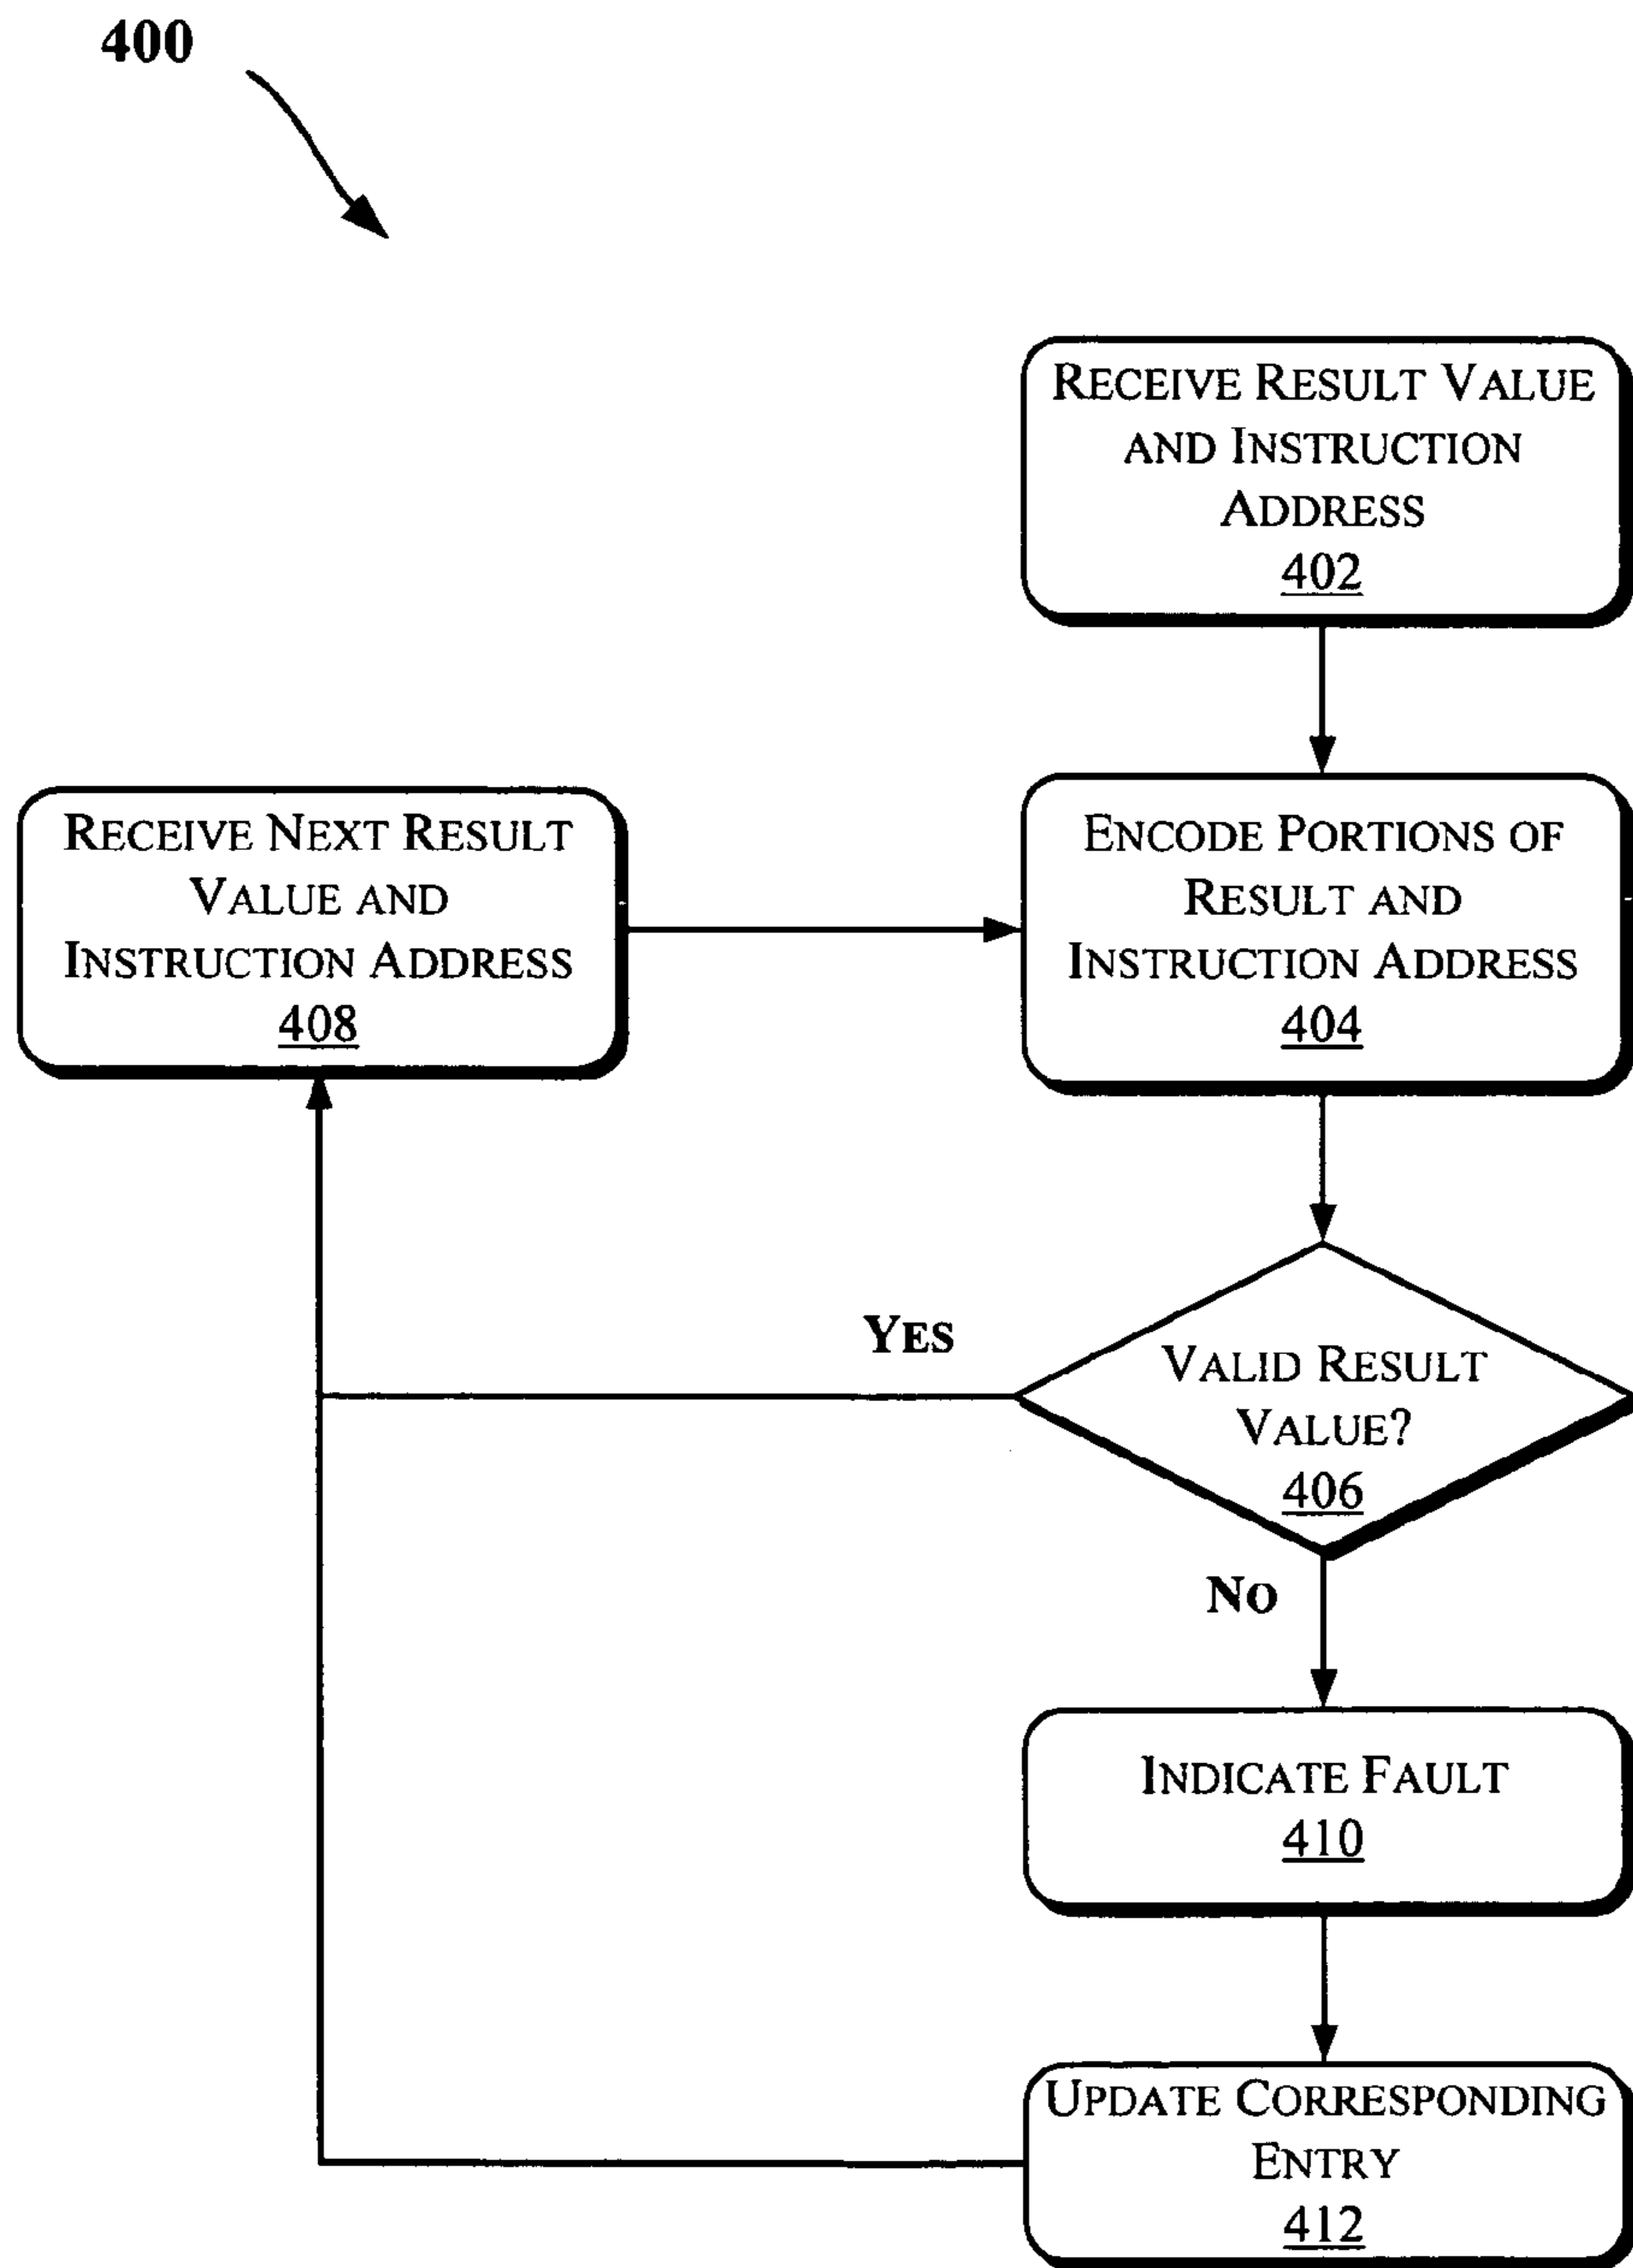 400
RECEIVE RESULT VALUE
AND INSTRUCTION
ADDRESS
402
RECEIVE NEXT RESULT
VALUE AND
INSTRUCTION ADDRESS
408
ENCODE PORTIONS OF
RESULT AND
INSTRUCTION ADDRESS
404
YES
VALID RESULT
VALUE?
406
NO
INDICATE FAULT
410
UPDATE CORRESPONDING
ENTRY
412